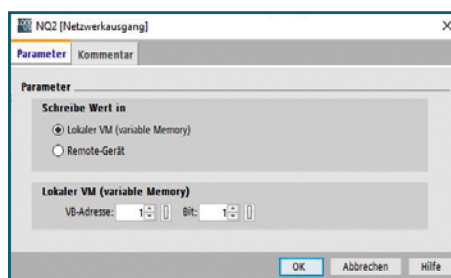 NQ2 [Netzwerkausgang]
Parameter Kommentar
Parameter
Schreibe Wert in
Lokaler VM (variable Memory)
Remote-Gerät
Lokaler VM (variable Memory)
VB-Adresse: 1 Bit: 1
OK Abbrechen Hilfe